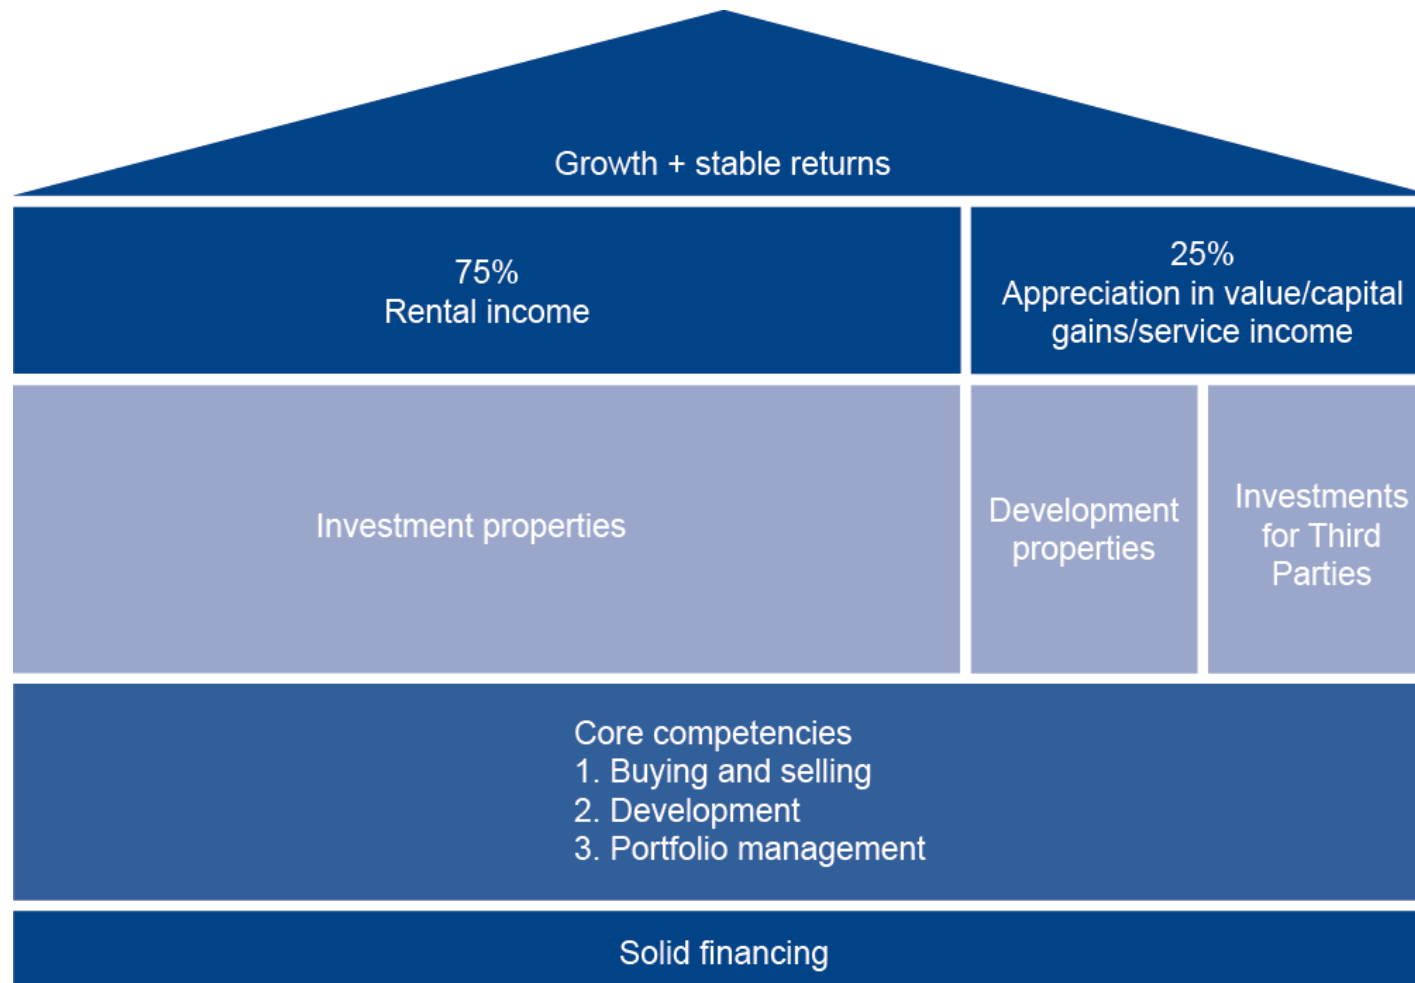 Growth + stable returns
75%
Rental income
25%
Appreciation in value/capital
gains/service income
Investment properties
Development
properties
Investments
for Third
Parties
Core competencies
1. Buying and selling
2. Development
3. Portfolio management
Solid financing